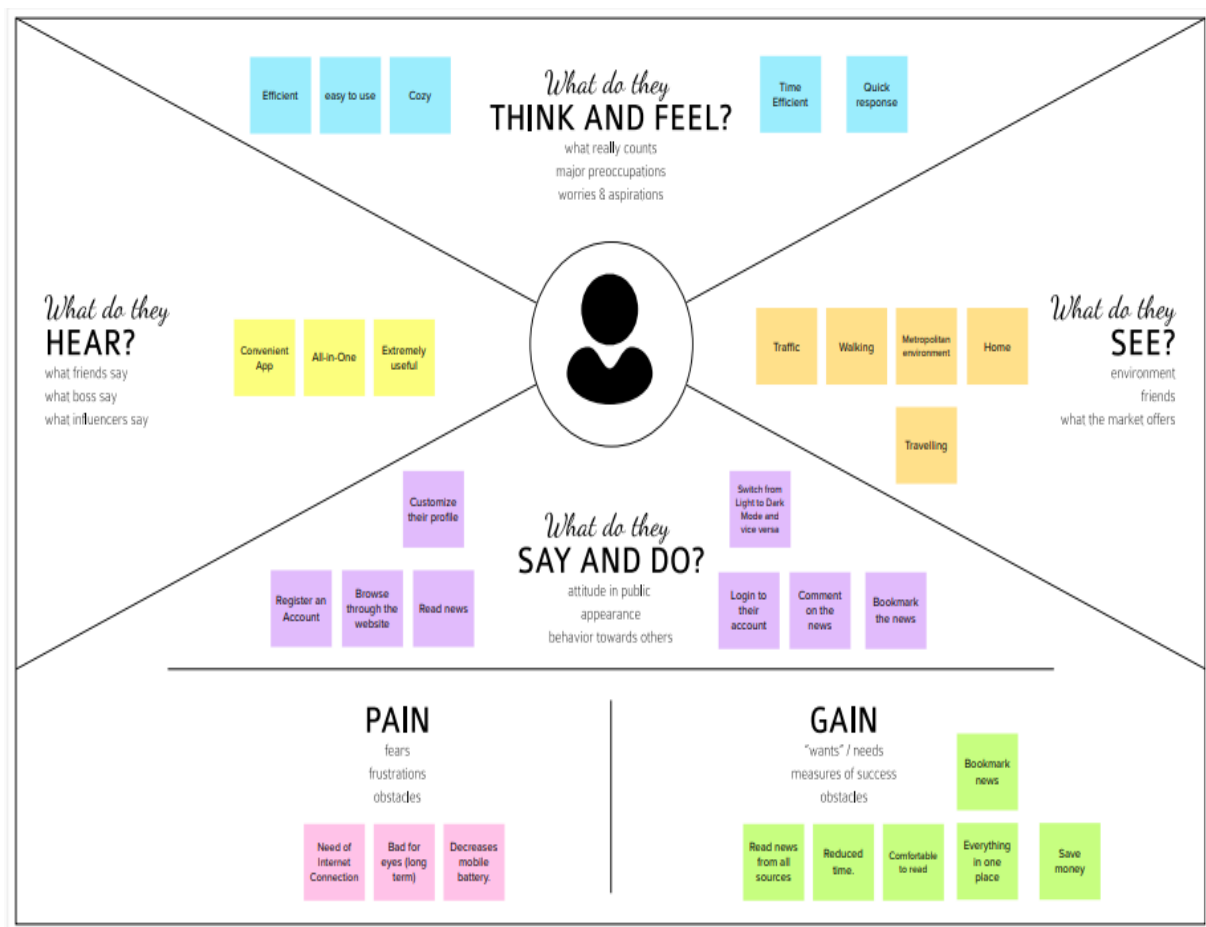 What do they
THINK AND FEEL?
what really counts
major preoccupations
worries & aspirations
Efficient
easy to use
Cozy
Time
Efficient
Quick
response
What do they
HEAR?
what friends say
what boss say
what influencers say
Convenient
App
All-in-One
Extremely
useful
What do they
SEE?
environment
friends
what the market offers
Traffic
Walking
Metropolitan
environment
Home
Travelling
What do they
SAY AND DO?
attitude in public
appearance
behavior towards others
Customize
their profile
Register an
Account
Browse
through the
website
Read news
Switch from
Light to Dark
Mode and
vice versa
Login to
their
account
Comment
on the
news
Bookmark
the news
PAIN
fears
frustrations
obstacles
Need of
Internet
Connection
Bad for
eyes (long
term)
Decreases
mobile
battery.
GAIN
"wants" / needs
measures of success
obstacles
Bookmark
news
Read news
from all
sources
Reduced
time.
Comfortable
to read
Everything
in one
place
Save
money